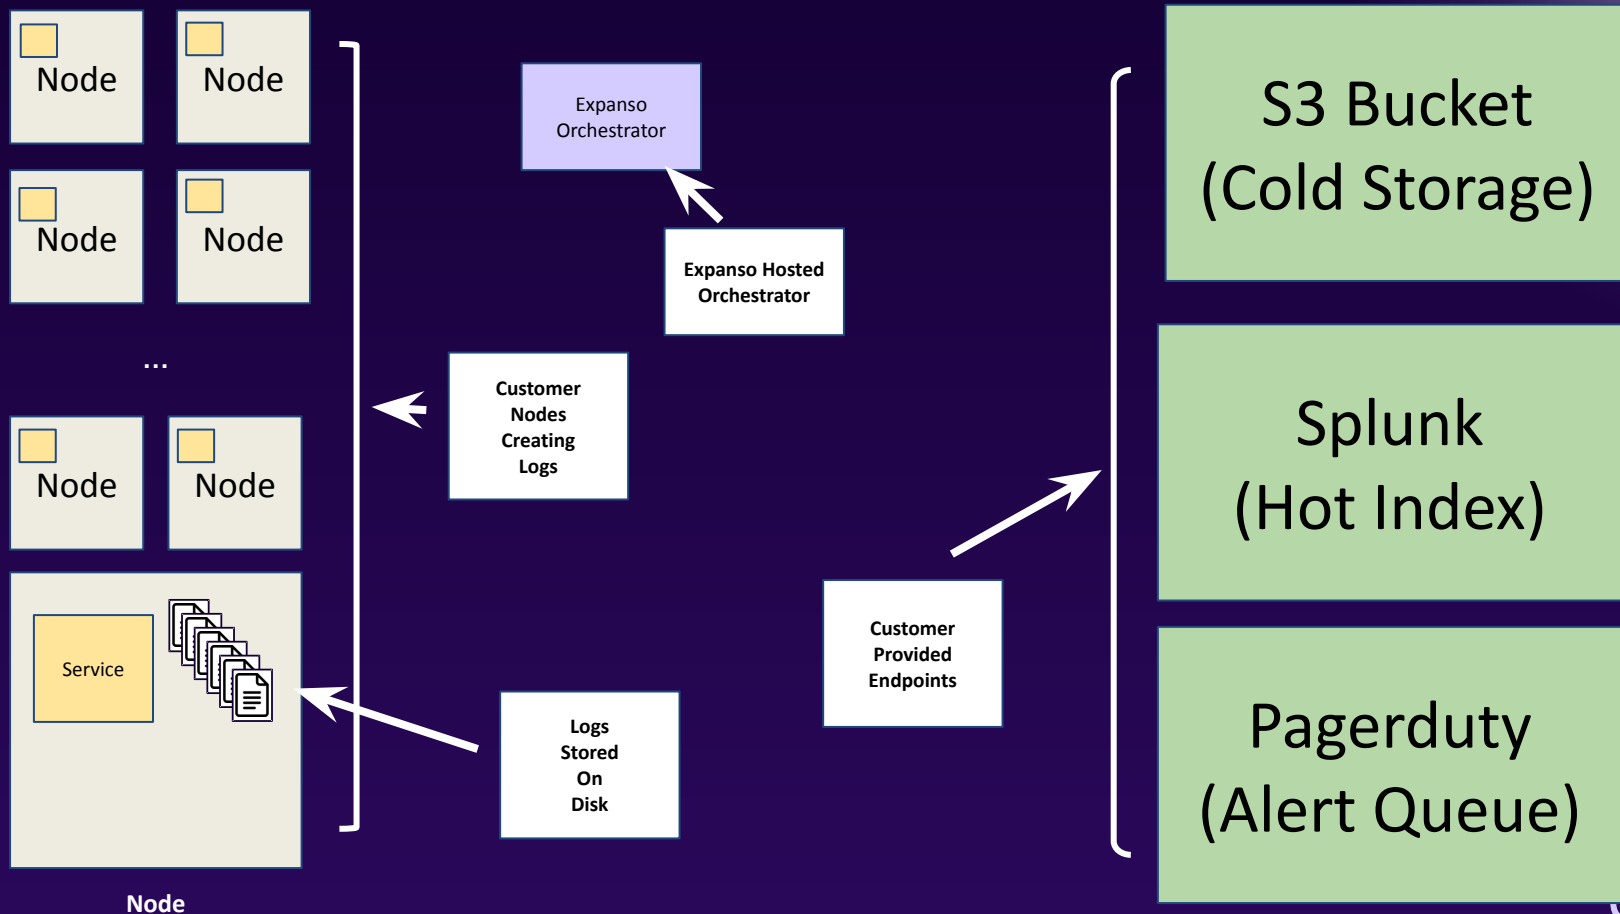 Node
Node
Node
Node
...
Node
Node
Service
Node
Expanso
Orchestrator
Expanso Hosted
Orchestrator
Customer
Nodes
Creating
Logs
Logs
Stored
On
Disk
Customer
Provided
Endpoints
S3 Bucket
(Cold Storage)
Splunk
(Hot Index)
Pagerduty
(Alert Queue)